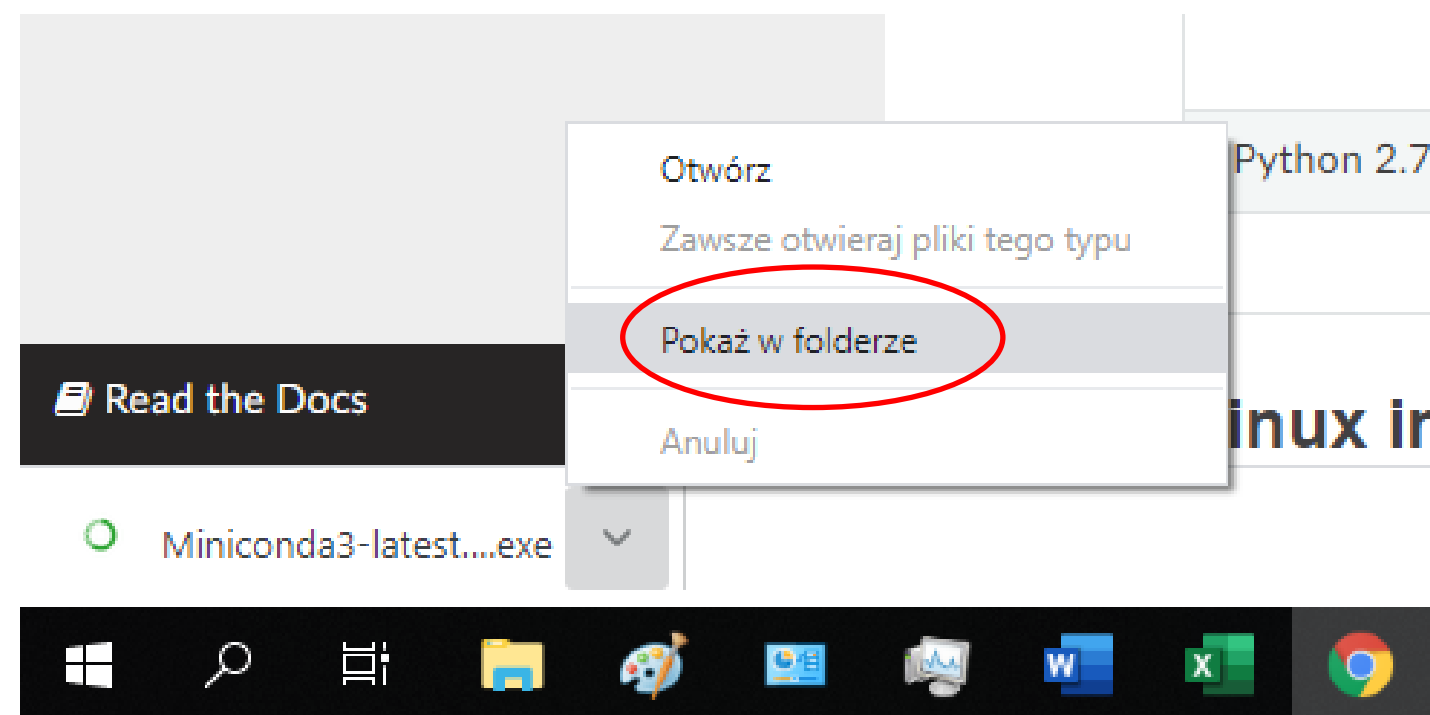 Otwórz
Python 2.7
Zawsze otwieraj pliki tego typu
Pokaż w folderze
Read the Docs
inux in
Anuluj
Miniconda3-latest....exe
W
X